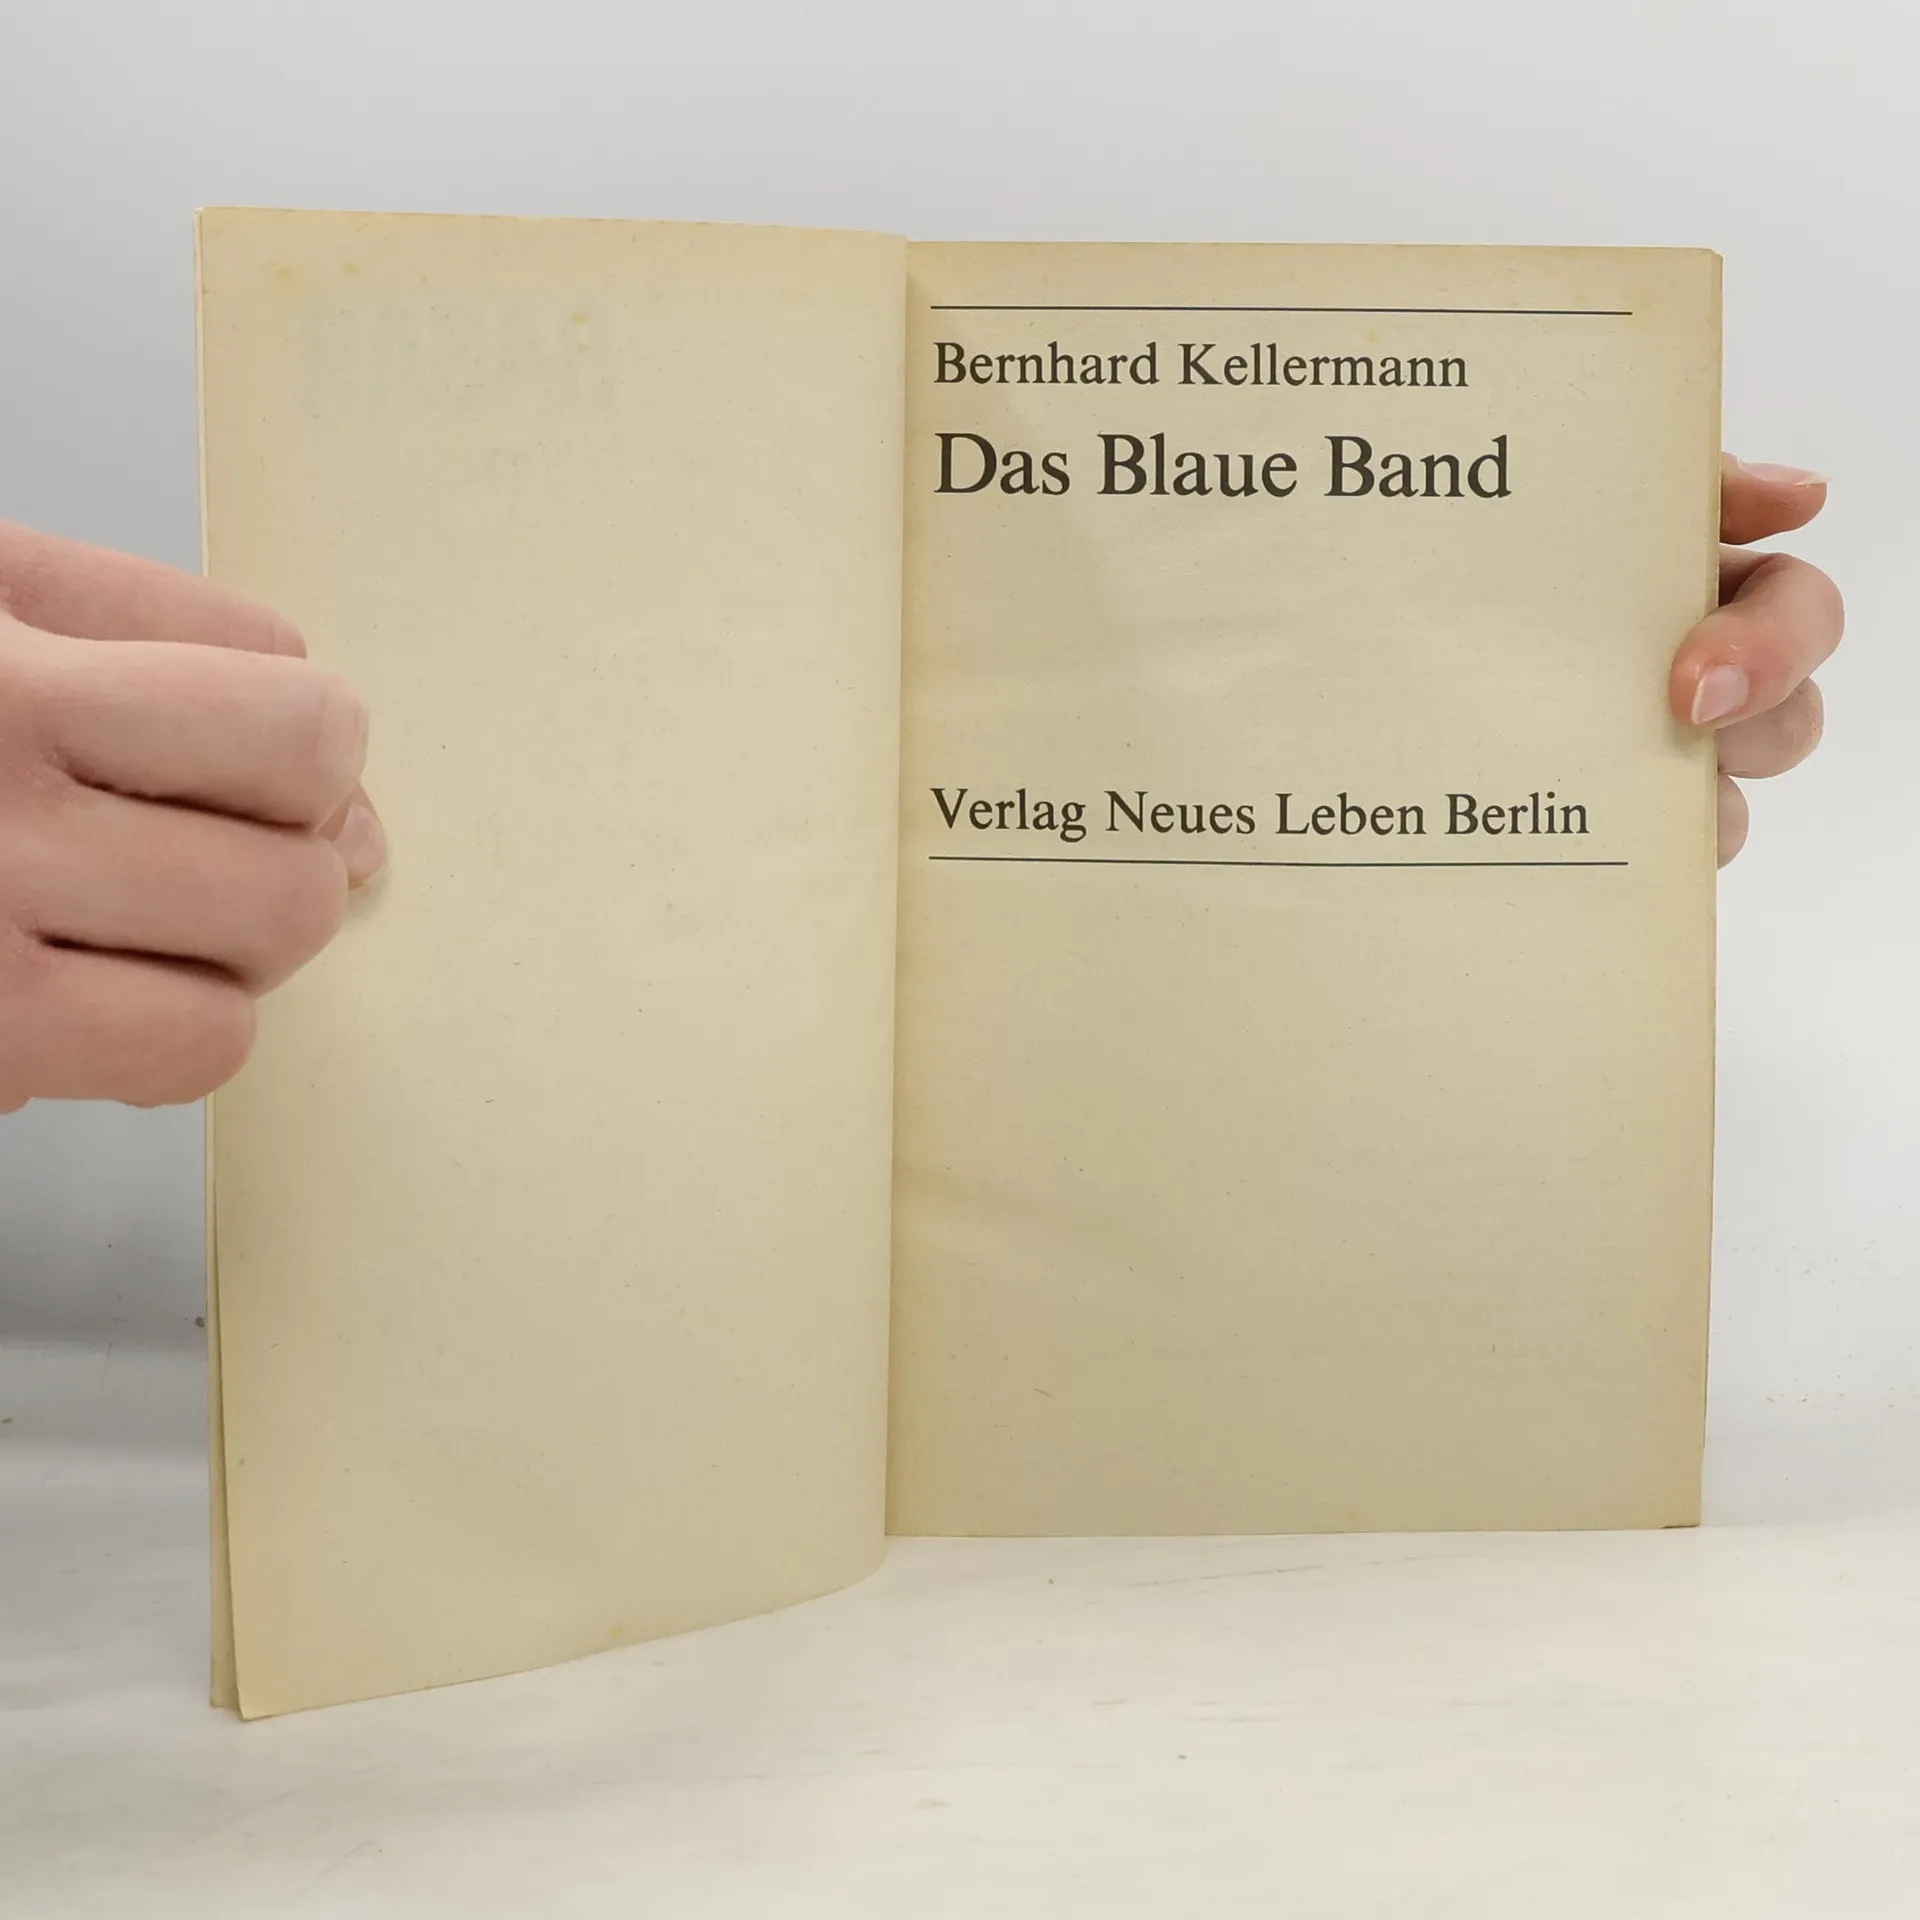 Bernhard Kellermann
Das Blaue Band
Verlag Neues Leben Berlin